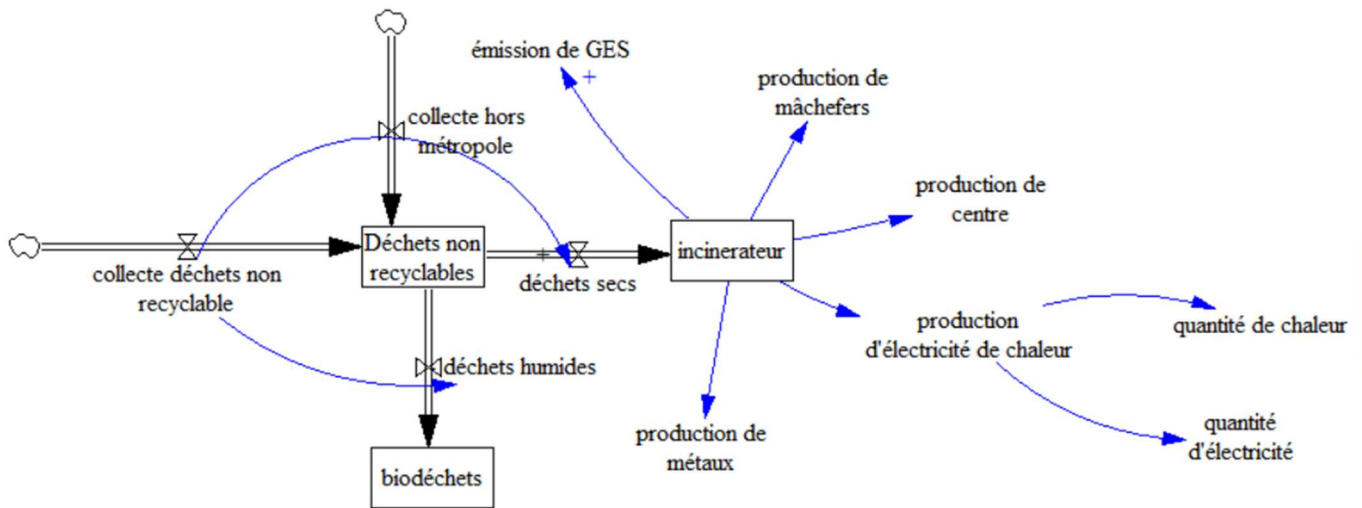 émission de GES
+
production de
mâchefers
collecte hors
métropole
production de
centre
Déchets non
recyclables
+
incinerateur
collecte déchets non
recyclable
déchets secs
production
d'électricité de chaleur
quantité de chaleur
déchets humides
production de
métaux
quantité
d'électricité
biodéchets